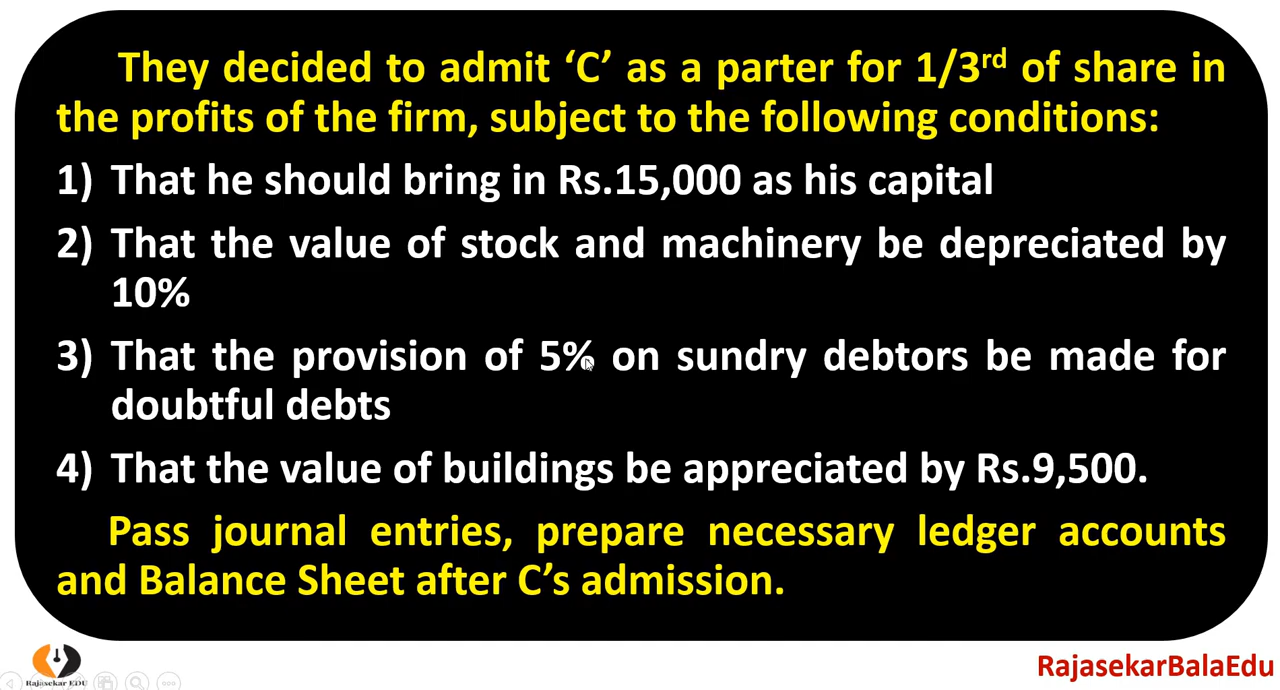 They decided to admit ‘C’ as a parter for 1/3rd of share in
the profits of the firm, subject to the following conditions:
1) That he should bring in Rs.15,000 as his capital
2) That the value of stock and machinery be depreciated by
10%
3) That the provision of 5% on sundry debtors be made for
doubtful debts
4) That the value of buildings be appreciated by Rs.9,500.
Pass journal entries, prepare necessary ledger accounts
and Balance Sheet after C’s admission.
Rajasekar EDU
RajasekarBalaEdu